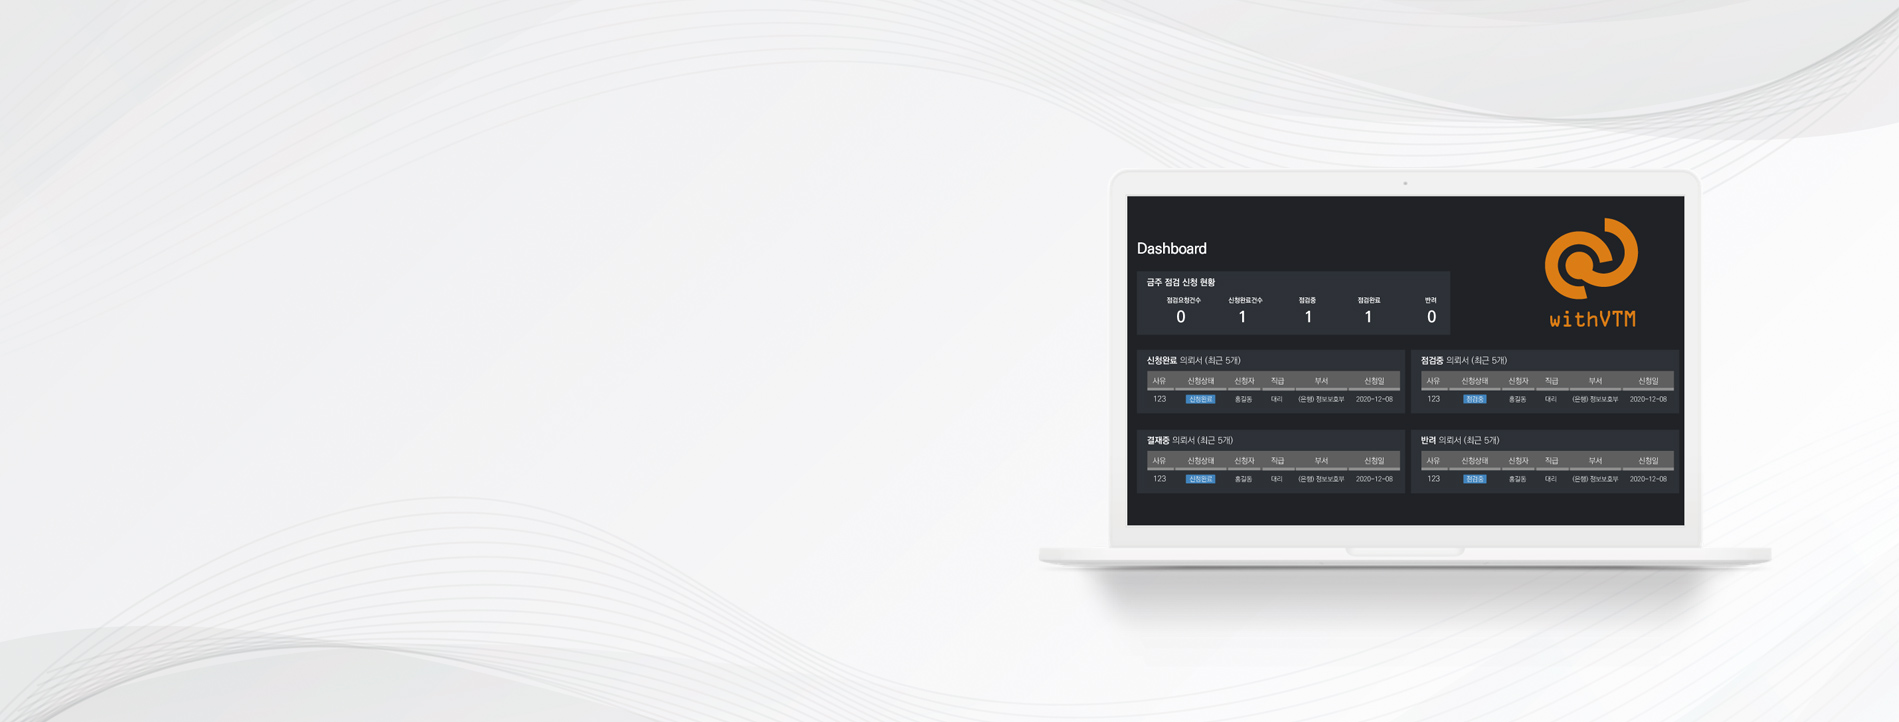 Dashboard
금주 점검 신청 현황
점검요청건수 신청완료건수 점검중 점검완료 반려
0 1 1 1 0
withVTM
신청완료 의뢰서 (최근 5개)
사유 신청상태 신청자 직급 부서 신청일
123 신청완료 홍길동 대리 (은행) 정보보호부 2020-12-08
점검중 의뢰서 (최근 5개)
사유 신청상태 신청자 직급 부서 신청일
123 점검중 홍길동 대리 (은행) 정보보호부 2020-12-08
결재중 의뢰서 (최근 5개)
사유 신청상태 신청자 직급 부서 신청일
123 신청완료 홍길동 대리 (은행) 정보보호부 2020-12-08
반려 의뢰서 (최근 5개)
사유 신청상태 신청자 직급 부서 신청일
123 점검중 홍길동 대리 (은행) 정보보호부 2020-12-08